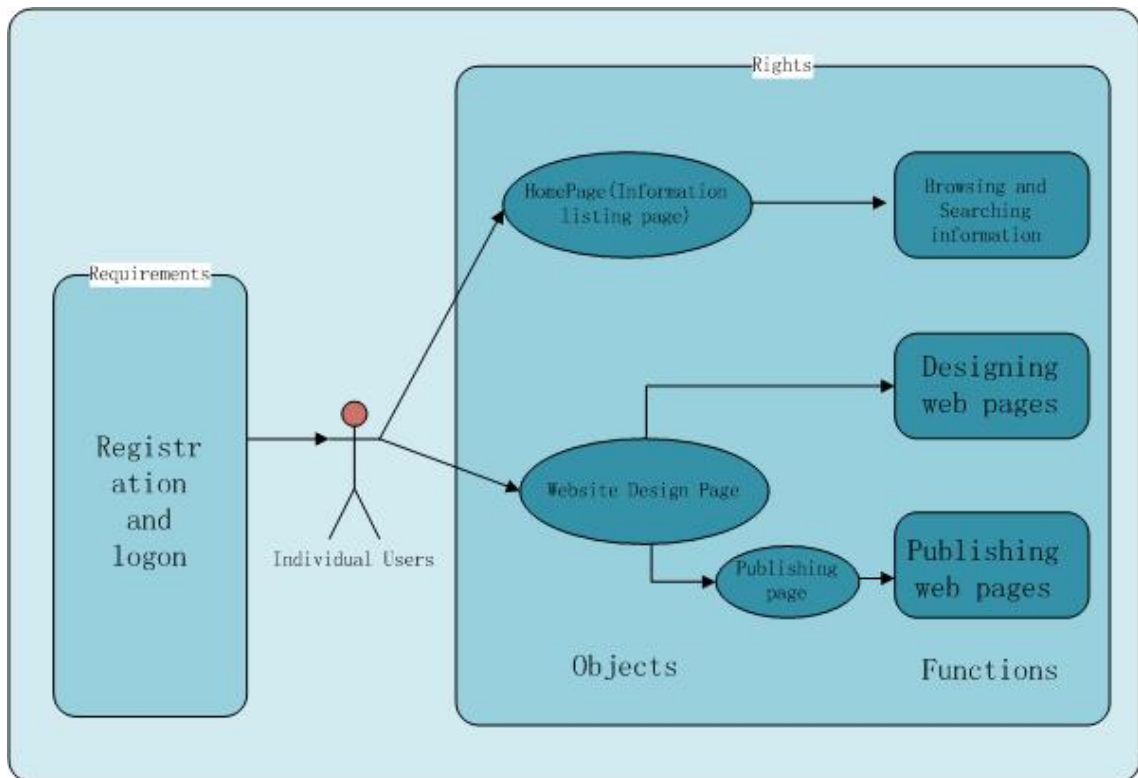 Rights
HomePage(Information
listing page)
Browsing and
Searching
information
Requirements
Registr
ation
and
logon
Individual Users
Designing
web pages
Website Design Page
Publishing
page
Publishing
web pages
Objects
Functions